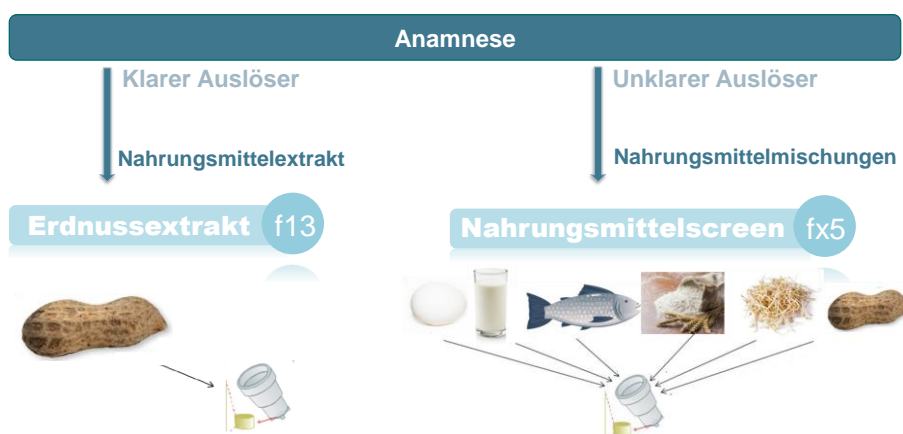 Anamnese
Klarer Auslöser
Unklarer Auslöser
Nahrungsmittelextrakt
Nahrungsmittelmischungen
Erdnussextrakt f13
Nahrungsmittelscreen fx5